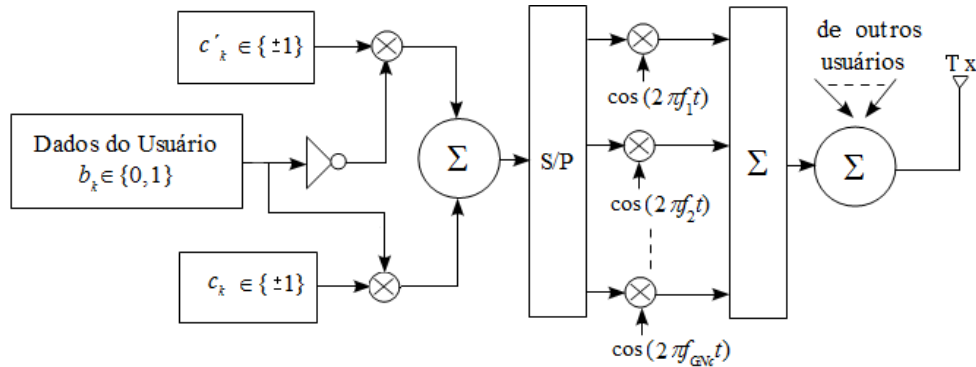 c´k ∈ {±1}
Dados do Usuário
bk ∈ {0, 1}
ck ∈ {±1}
Σ
S/P
cos(2πf1t)
cos(2πf2t)
cos(2πfGNct)
Σ
de outros
usuários
Σ
Tx